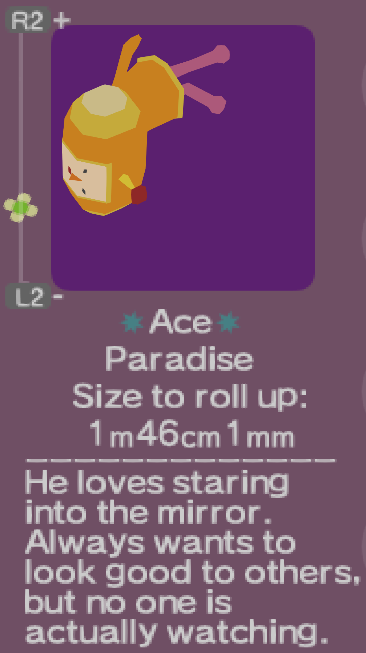 R2 +
L2 -
Ace
Paradise
Size to roll up:
1m46cm1mm
He loves staring
into the mirror.
Always wants to
look good to others,
but no one is
actually watching.